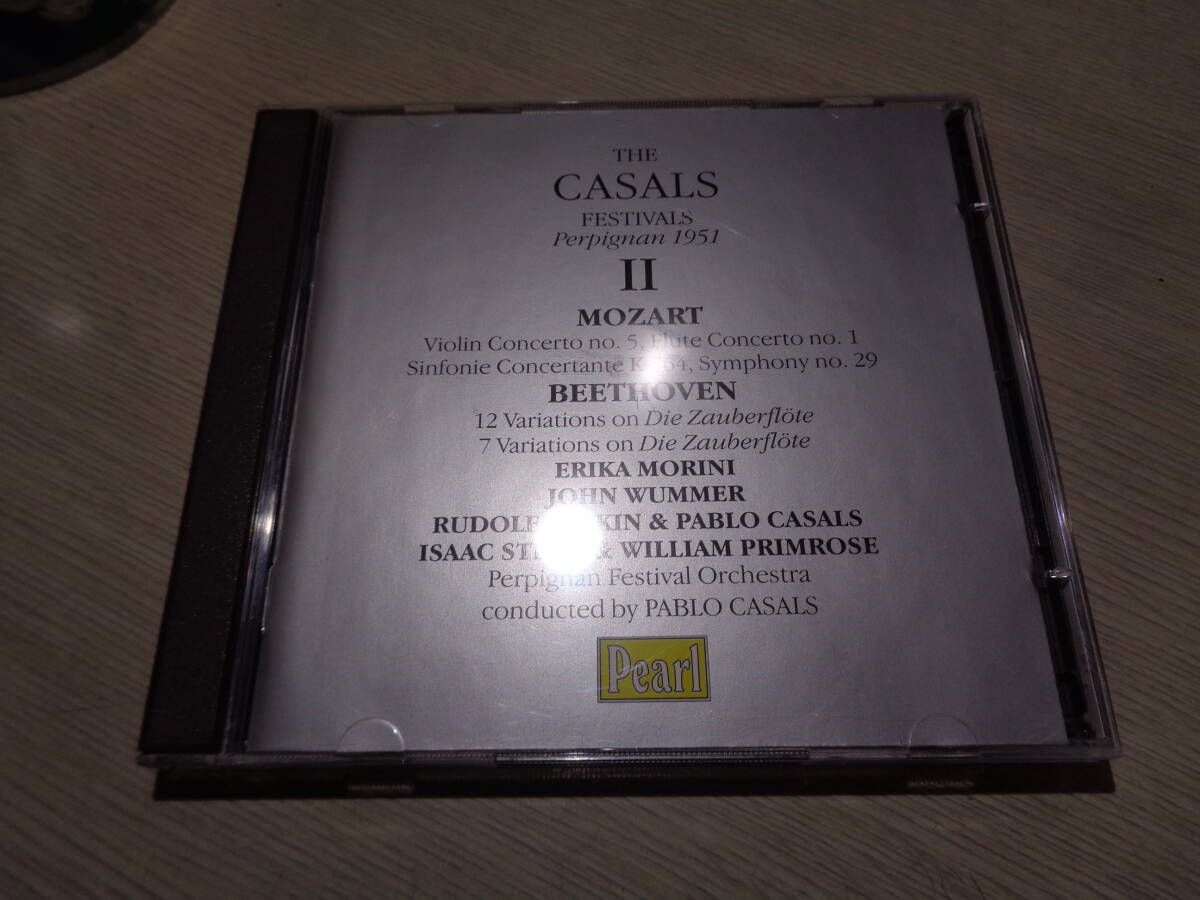 THE
CASALS
FESTIVALS
Perpignan 1951
II
MOZART
Violin Concerto no. 5, Flute Concerto no. 1
Sinfonie Concertante Symphony no. 29
BEETHOVEN
12 Variations on Die Zauberflöte
7 Variations on Die Zauberflöte
ERIKA MORINI
JOHN WUMMER
RUDOLF & PABLO CASALS
ISAAC & WILLIAM PRIMROSE
Perpignan Festival Orchestra
conducted by PABLO CASALS
Pearl